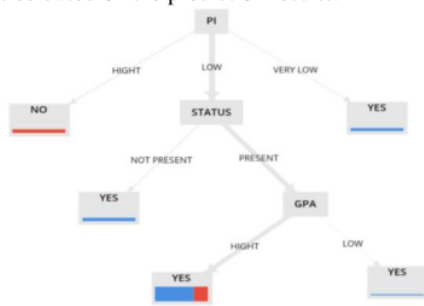 PI
HIGHT
LOW
VERY LOW
NO
STATUS
YES
NOT PRESENT
PRESENT
YES
GPA
HIGHT
LOW
YES
YES